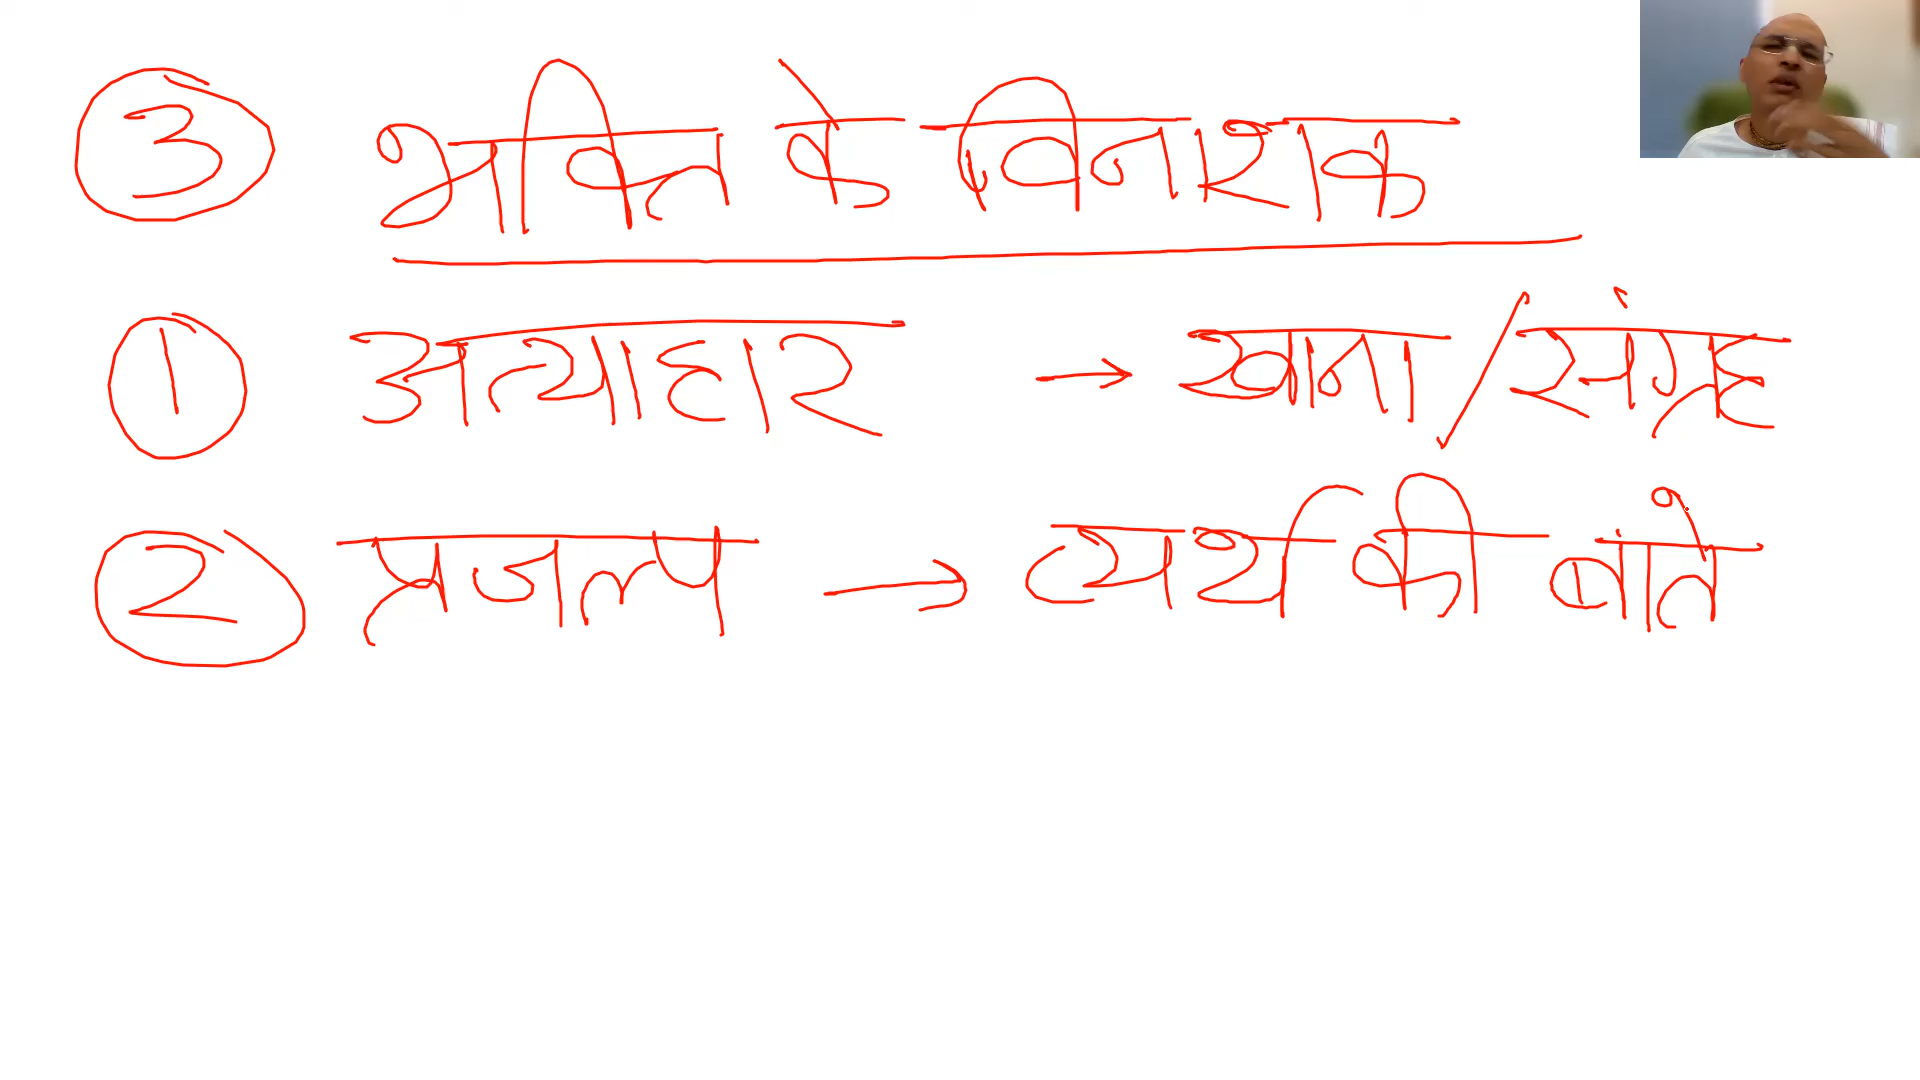 3 भक्ति के विनाशक
1 अत्याहार → खाना / संग्रह
2 प्रजल्प → व्यर्थ की बातें